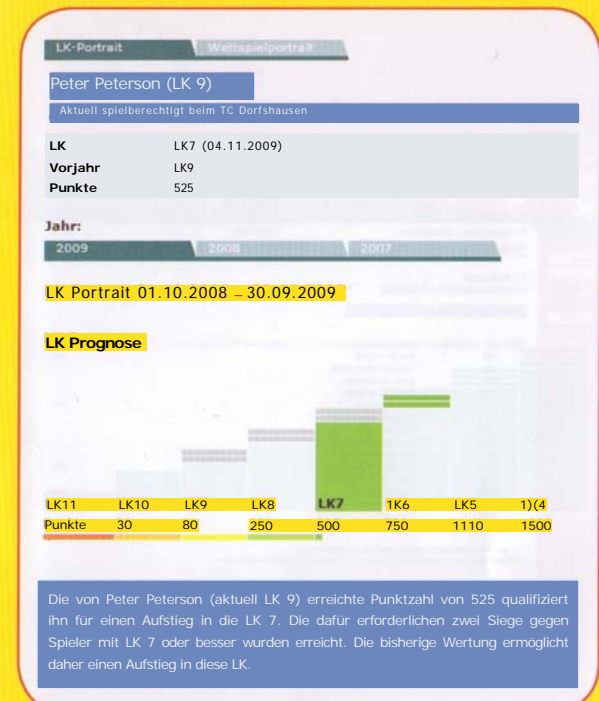 LK-Portrait Wettspielportrait
Peter Peterson (LK 9)
Aktuell spielberechtigt beim TC Dorfshausen
LK LK7 (04.11.2009)
Vorjahr LK9
Punkte 525
Jahr:
2009 2008 2007
LK Portrait 01.10.2008 – 30.09.2009
LK Prognose
LK11 LK10 LK9 LK8 LK7 1K6 LK5 1)(4
Punkte 30 80 250 500 750 1110 1500
Die von Peter Peterson (aktuell LK 9) erreichte Punktzahl von 525 qualifiziert
ihn für einen Aufstieg in die LK 7. Die dafür erforderlichen zwei Siege gegen
Spieler mit LK 7 oder besser wurden erreicht. Die bisherige Wertung ermöglicht
daher einen Aufstieg in diese LK.